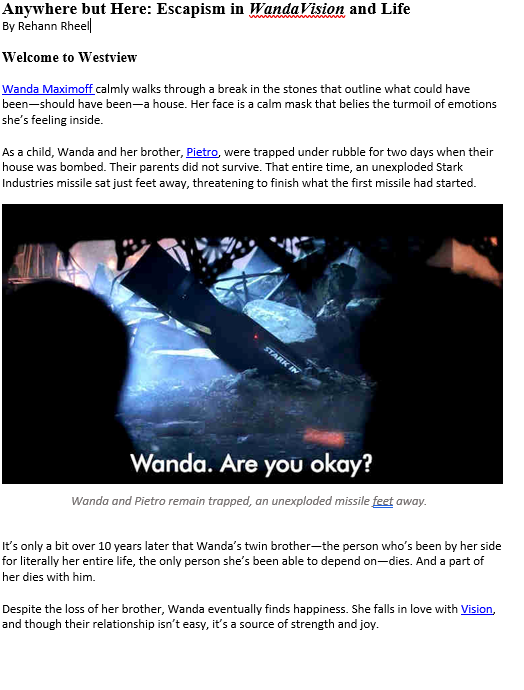 Anywhere but Here: Escapism in WandaVision and Life
By Rehann Rheel
Welcome to Westview
Wanda Maximoff calmly walks through a break in the stones that outline what could have
been—should have been—a house. Her face is a calm mask that belies the turmoil of emotions
she's feeling inside.
As a child, Wanda and her brother, Pietro, were trapped under rubble for two days when their
house was bombed. Their parents did not survive. That entire time, an unexploded Stark
Industries missile sat just feet away, threatening to finish what the first missile had started.
STARK IN
Wanda. Are you okay?
Wanda and Pietro remain trapped, an unexploded missile feet away.
It's only a bit over 10 years later that Wanda's twin brother—the person who's been by her side
for literally her entire life, the only person she's been able to depend on—dies. And a part of
her dies with him.
Despite the loss of her brother, Wanda eventually finds happiness. She falls in love with Vision,
and though their relationship isn't easy, it's a source of strength and joy.